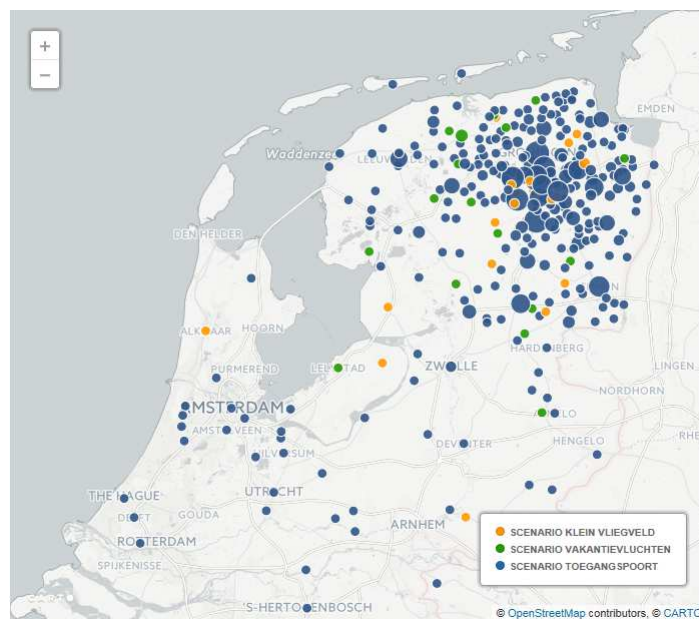 +
−
EMDEN
Waddenzee
DEN HELDER
ALKMAAR
HOORN
PURMEREND
LELYSTAD
ZWOLLE
HARDENBERG
LINGEN
NORDHORN
AMSTERDAM
AMSTELVEEN
HILVERSUM
DEVENTER
HENGELO
THE HAGUE
UTRECHT
DELFT
GOUDA
ARNHEM
ROTTERDAM
SPIJKENISSE
'S-HERTOGENBOSCH
SCENARIO KLEIN VLIEGVELD
SCENARIO VAKANTIEVLUCHTEN
SCENARIO TOEGANGSPOORT
© OpenStreetMap contributors, © CARTO